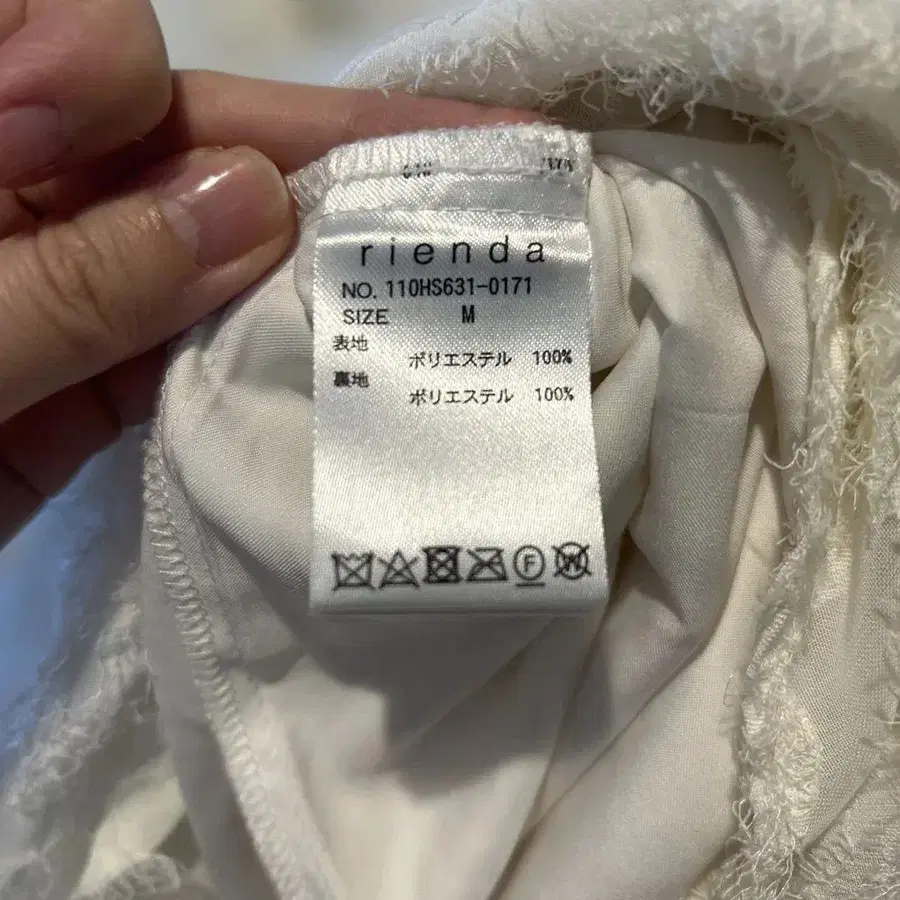 rienda
NO. 110HS631-0171
SIZE M
表地
ポリエステル 100%
裏地
ポリエステル 100%
F W